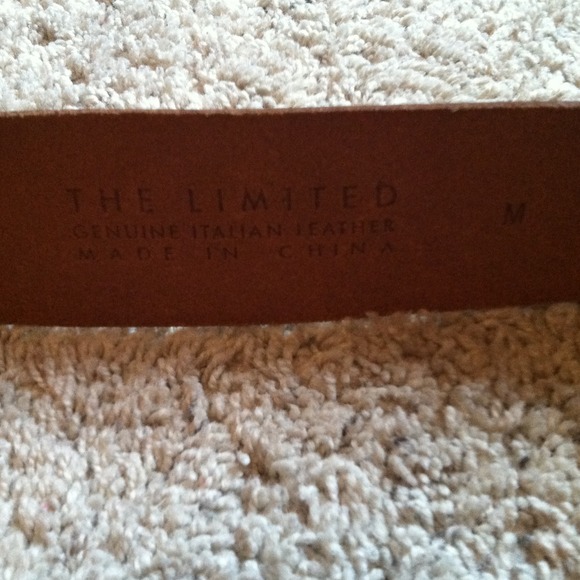 THE LIMITED
GENUINE ITALIAN LEATHER
MADE IN CHINA
M